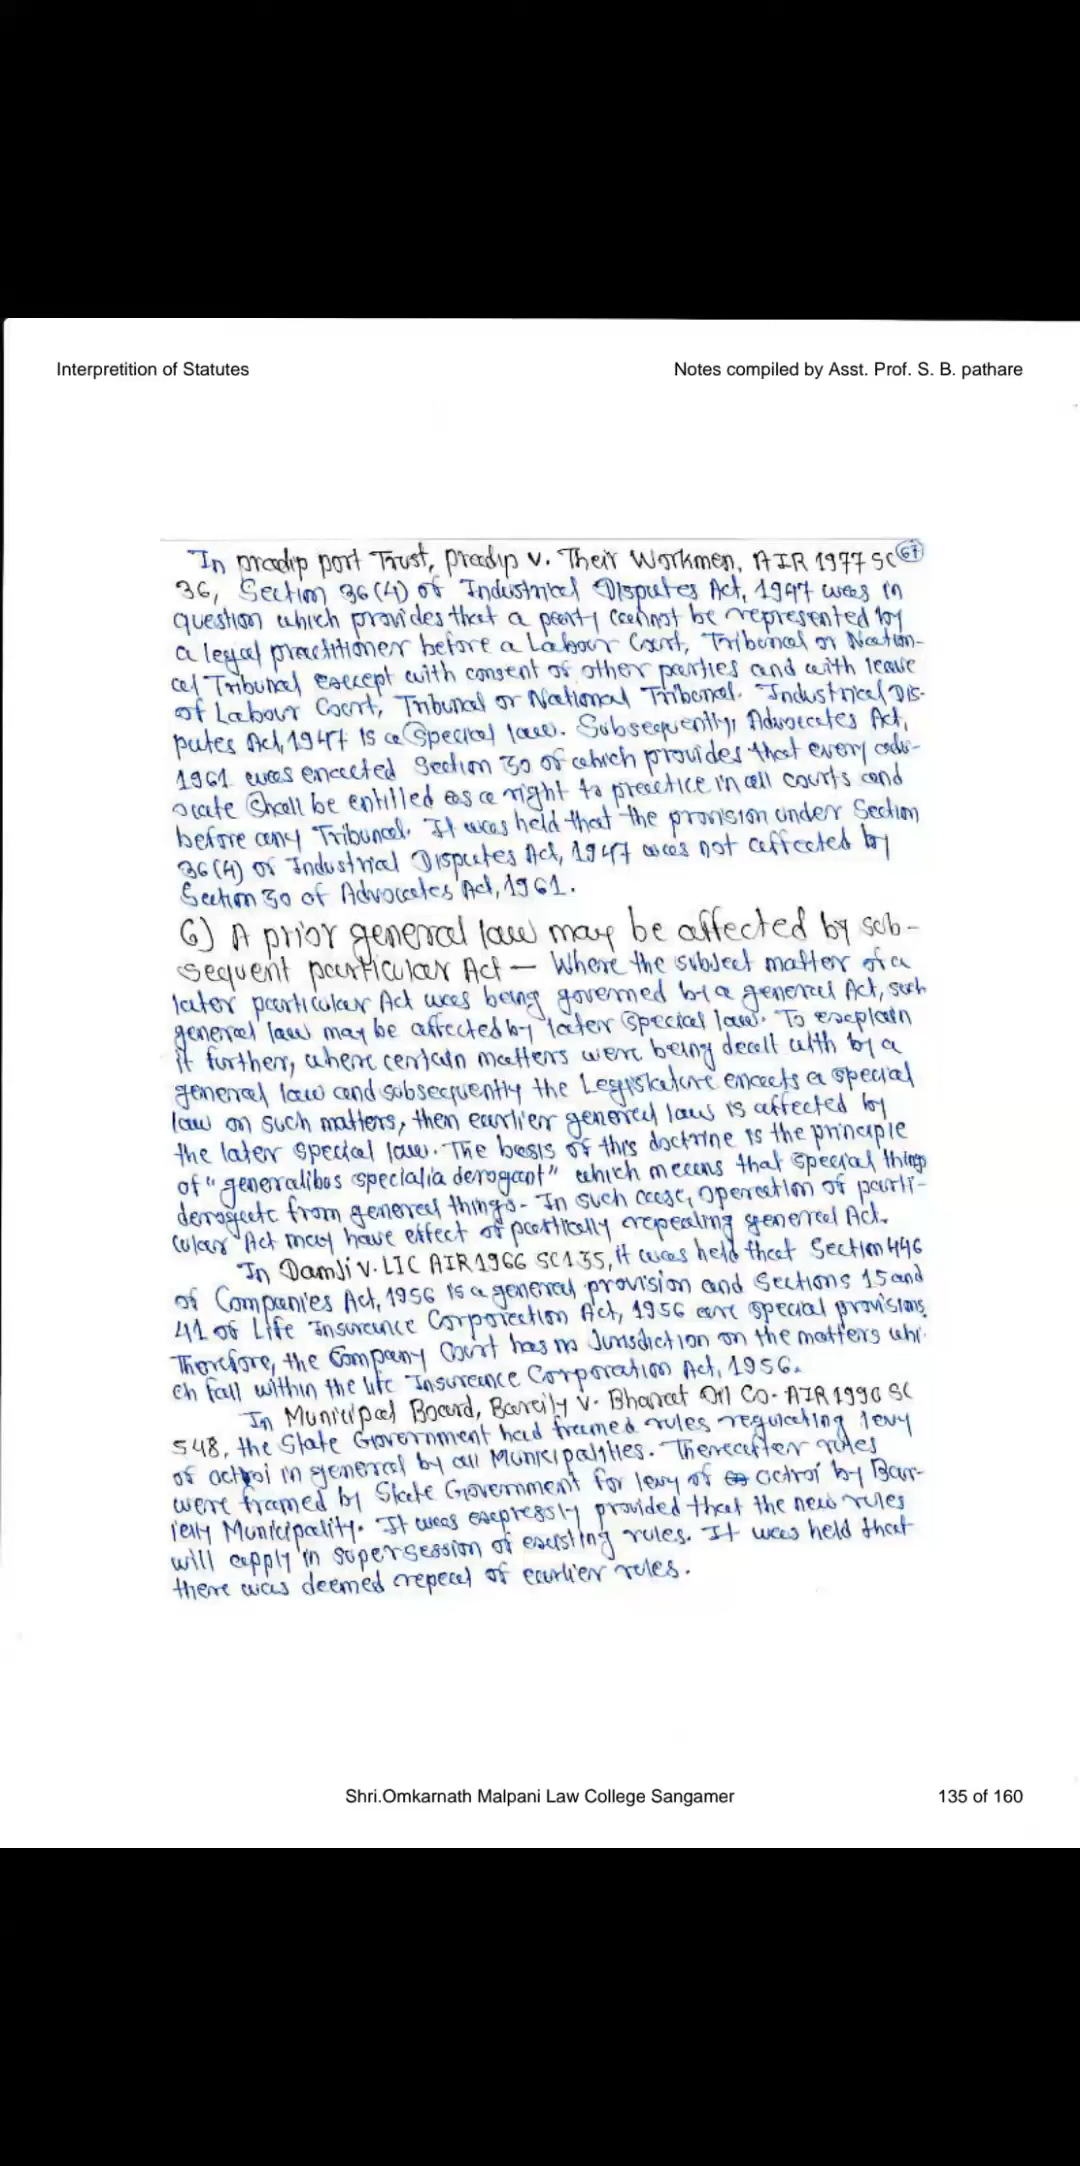 Interpretition of Statutes
Notes compiled by Asst. Prof. S. B. pathare
67
In pradip port Trust, pradip v. Their Workmen, AIR 1977 SC
36, Section 36(4) of Industrial Disputes Act, 1947 was in
question which provides that a party cannot be represented by
a legal practitioner before a Labour Court, Tribunal or Nation-
al Tribunal except with consent of other parties and with leave
of Labour Court, Tribunal or National Tribunal. Industrial Dis-
putes Act, 1947 is a special law. Subsequently, Advocates Act,
1961 was enacted Section 30 of which provides that every advo-
cate shall be entilled as a right to practice in all courts and
before any Tribunal. It was held that the provision under Section
36(4) of Industrial Disputes Act, 1947 was not affected by
Section 30 of Advocates Act, 1961.
6) A prior general law may be affected by sub-
sequent particular Act — Where the subject matter of a
later particular Act was being governed by a general Act, such
general law may be affected by later special law. To explain
it further, where certain matters were being dealt with by a
general law and subsequently the Legislature enacts a special
law on such matters, then earlier general laws is affected by
the later special law. The basis of this doctrine is the principle
of "generalibus specialia derogant" which means that special things
derogate from general things. In such case, operation of parti-
cular Act may have effect of partically repealing general Act.
In Damji v. LIC AIR 1966 SC 135, it was held that Section 446
of Companies Act, 1956 is a general provision and Sections 15 and
41 of Life Insurance Corporation Act, 1956 are special provisions.
Therefore, the Company Court has no Jurisdiction on the matters whi-
ch fall within the Life Insurance Corporation Act, 1956.
In Municipal Board, Bareily v. Bharat Oil Co. AIR 1990 SC
548, the State Government had framed rules regulating levy
of octroi in general by all Municipalities. Thereafter rules
were framed by State Government for levy of octroi by Bar-
ielly Municipality. It was expressly provided that the new rules
will apply in supersession of existing rules. It was held that
there was deemed repeal of earlier rules.
Shri.Omkarnath Malpani Law College Sangamer
135 of 160